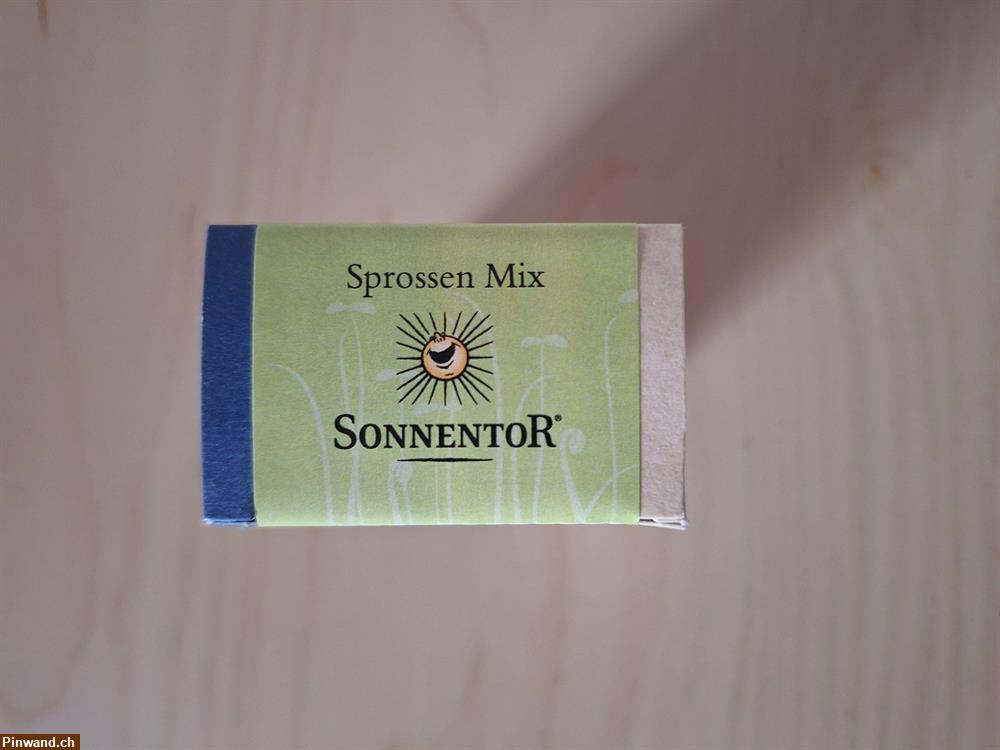 Sprossen Mix
SONNENTOR®
Pinwand.ch